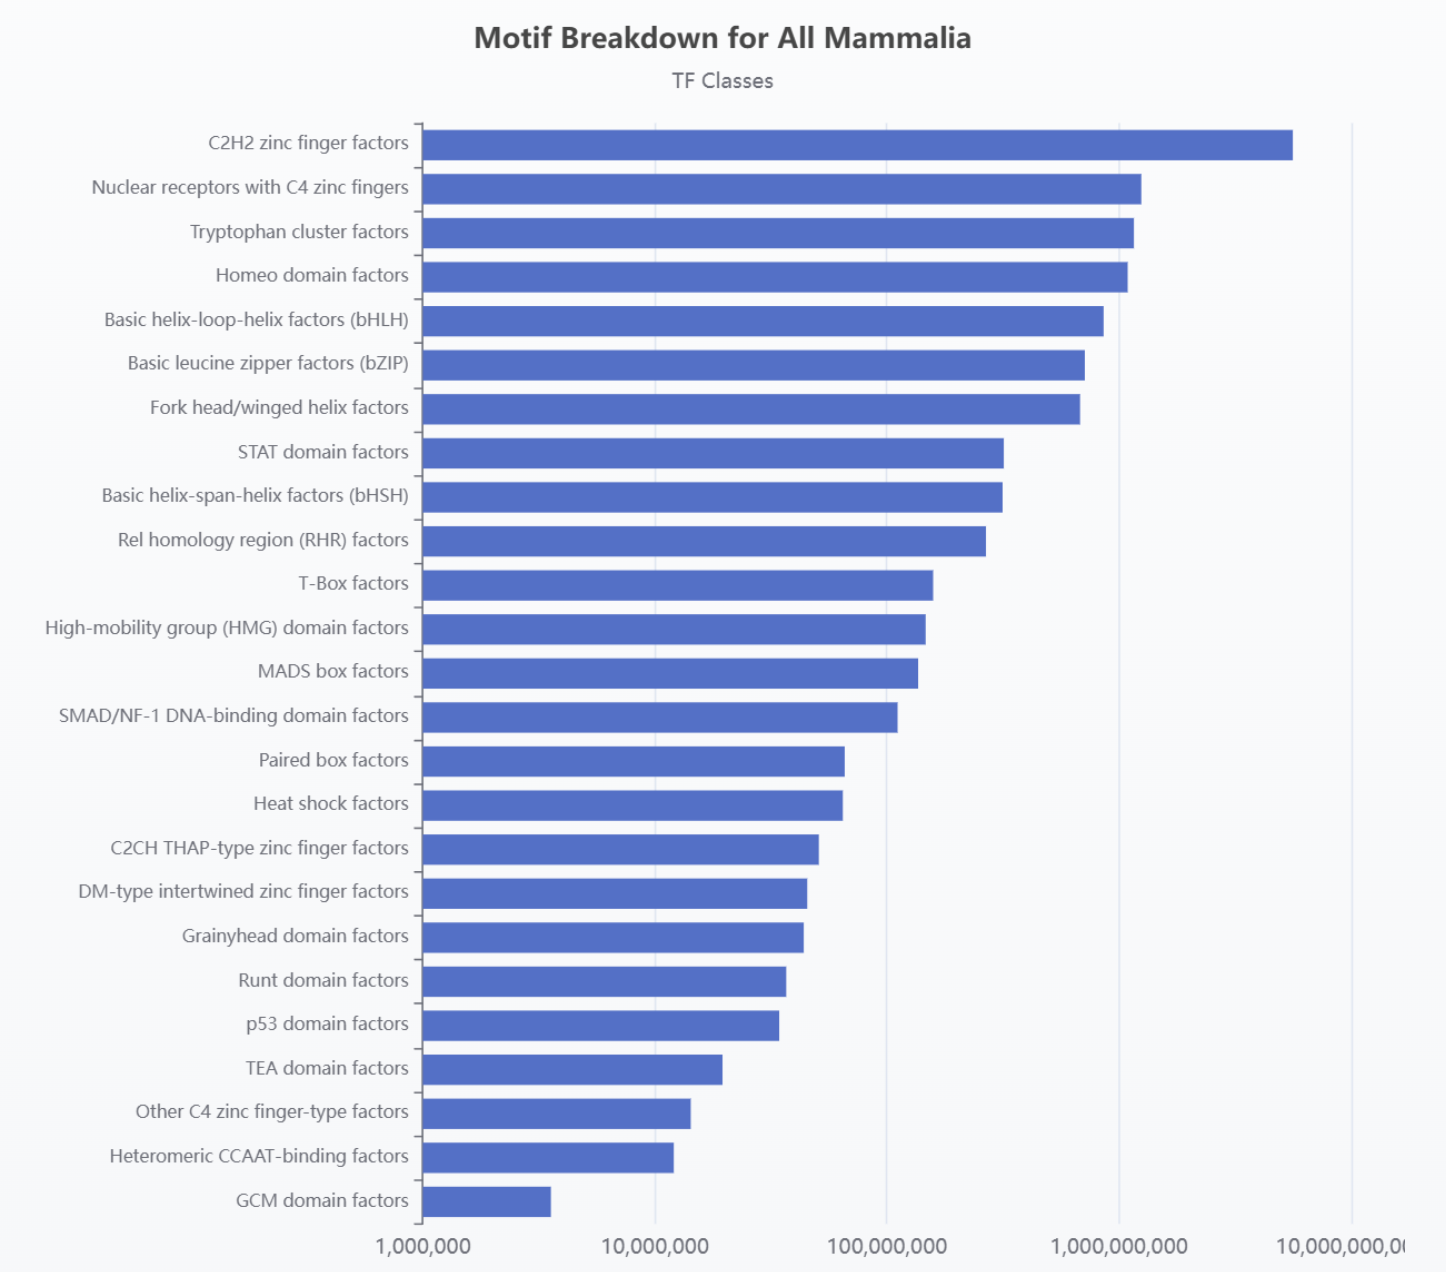 Motif Breakdown for All Mammalia
TF Classes
C2H2 zinc finger factors
Nuclear receptors with C4 zinc fingers
Tryptophan cluster factors
Homeo domain factors
Basic helix-loop-helix factors (bHLH)
Basic leucine zipper factors (bZIP)
Fork head/winged helix factors
STAT domain factors
Basic helix-span-helix factors (bHSH)
Rel homology region (RHR) factors
T-Box factors
High-mobility group (HMG) domain factors
MADS box factors
SMAD/NF-1 DNA-binding domain factors
Paired box factors
Heat shock factors
C2CH THAP-type zinc finger factors
DM-type intertwined zinc finger factors
Grainyhead domain factors
Runt domain factors
p53 domain factors
TEA domain factors
Other C4 zinc finger-type factors
Heteromeric CCAAT-binding factors
GCM domain factors
1,000,000 10,000,000 100,000,000 1,000,000,000 10,000,000,0